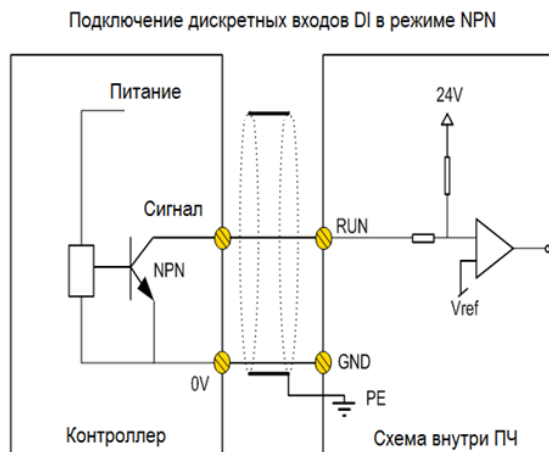 Подключение дискретных входов DI в режиме NPN
Питание
24V
Сигнал
RUN
NPN
Vref
0V
GND
PE
Контроллер
Схема внутри ПЧ